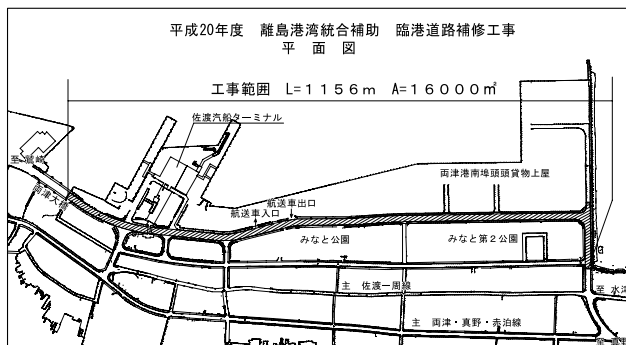 平成20年度　離島港湾統合補助　臨港道路補修工事
平　面　図
工事範囲　L=1156m　A=16000㎡
佐渡汽船ターミナル
至 鷲崎
両津大橋
両津港南埠頭頭貨物上屋
航送車出口
航送車入口
みなと公園
みなと第2公園
主　佐渡一周線
至 水津
主　両津・真野・赤泊線